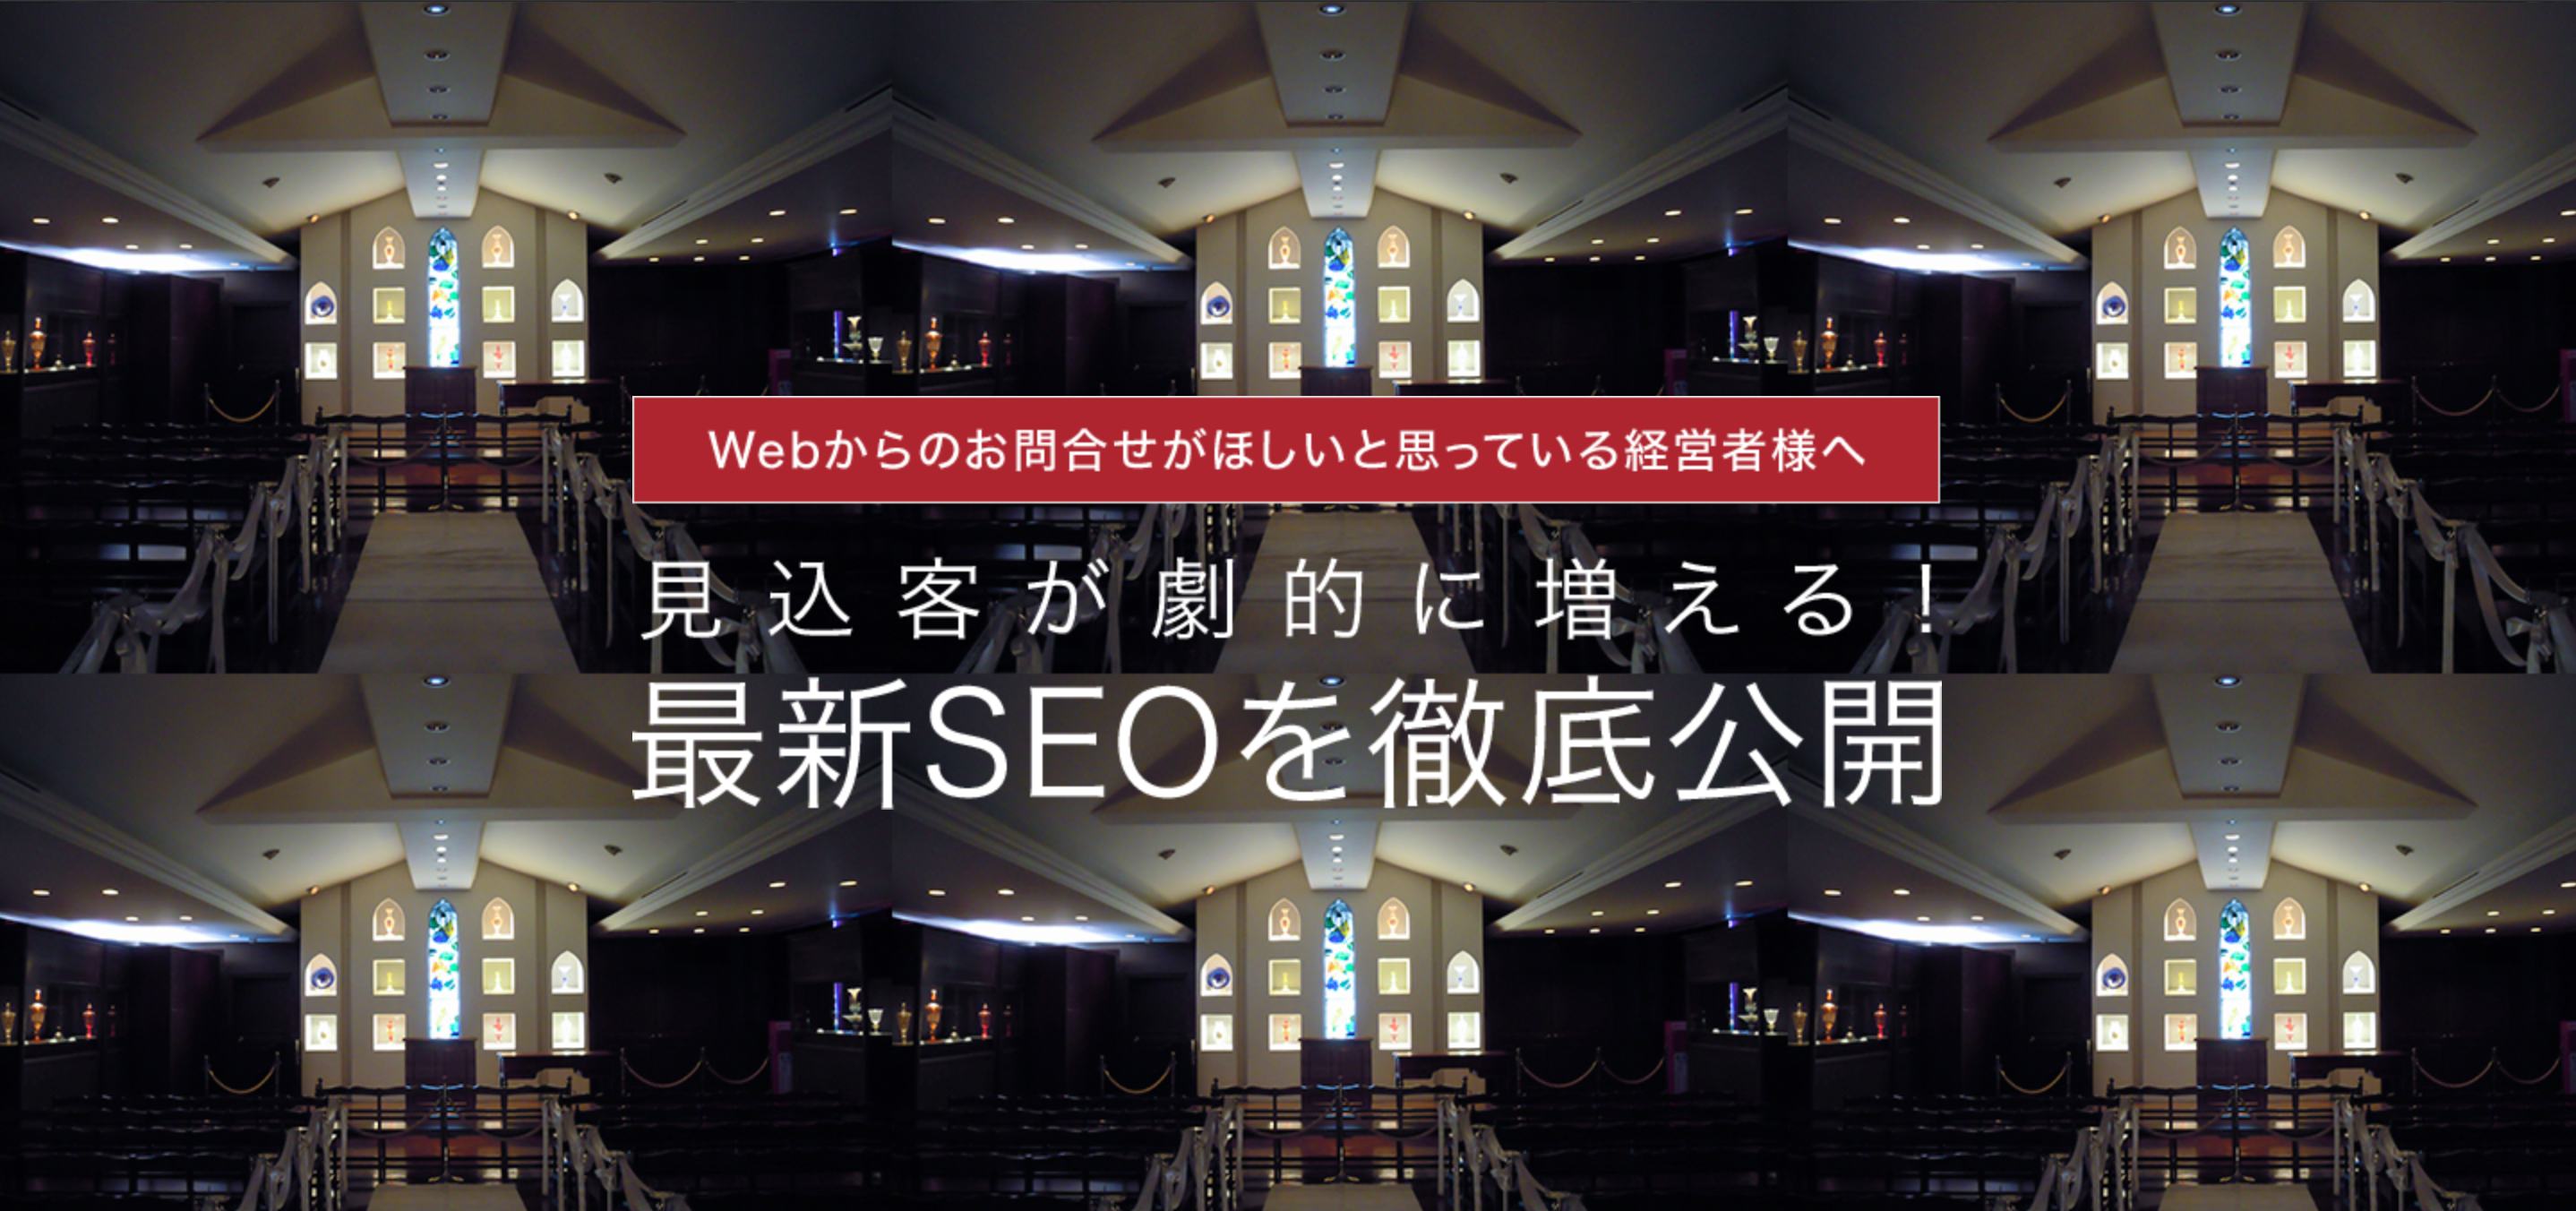 Webからのお問合せがほしいと思っている経営者様へ
見込客が劇的に増える！
最新SEOを徹底公開